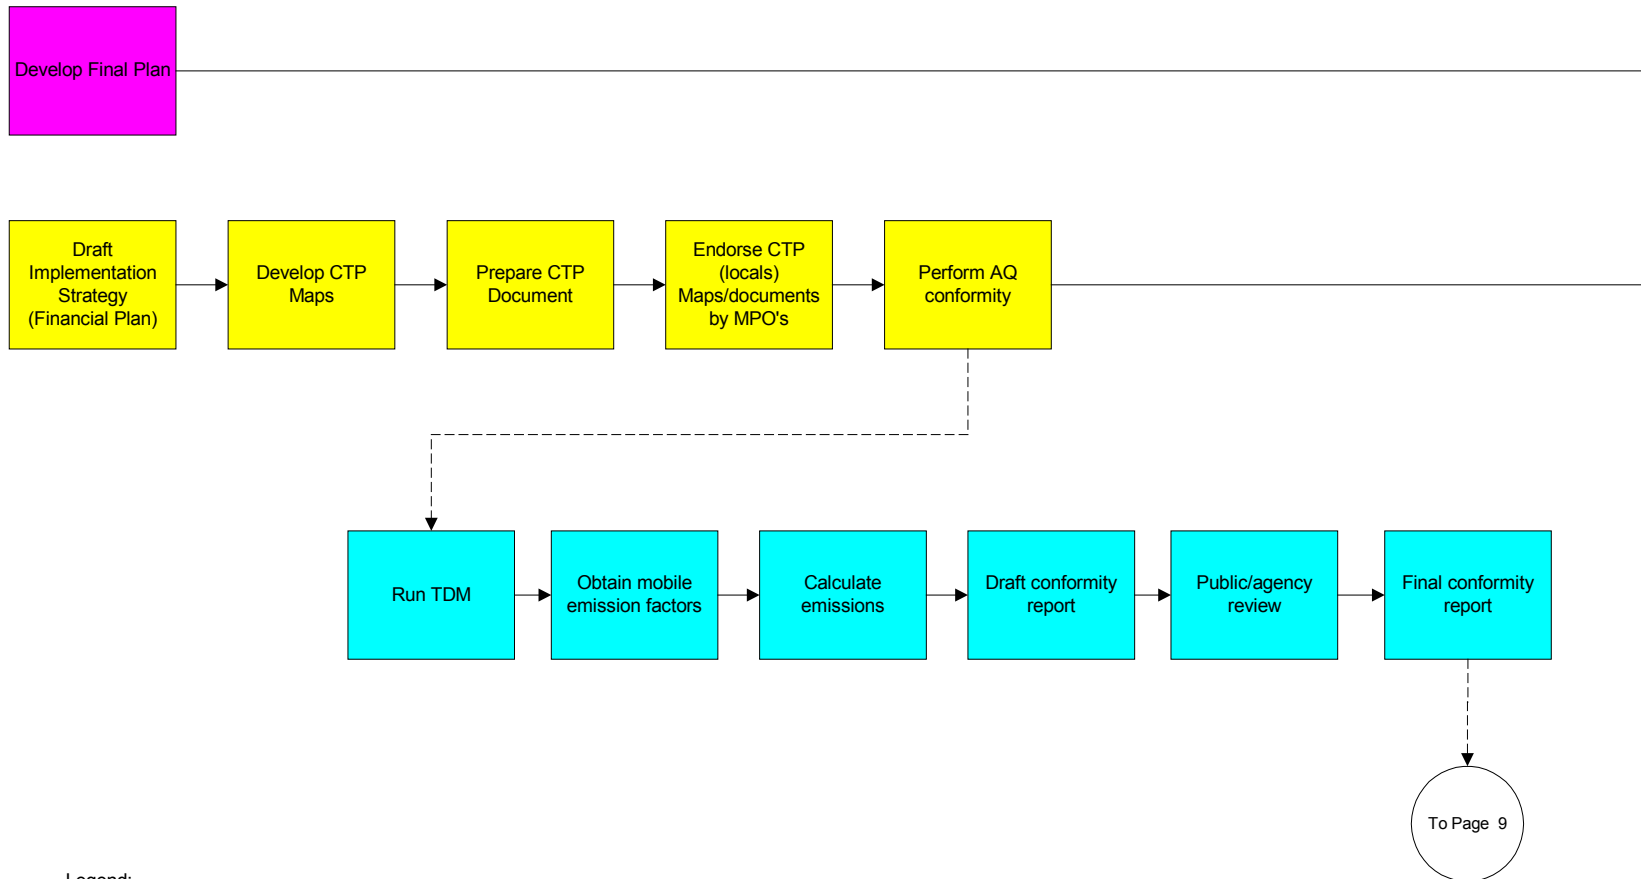 Develop Final Plan
Draft
Implementation
Strategy
(Financial Plan)
Develop CTP
Maps
Prepare CTP
Document
Endorse CTP
(locals)
Maps/documents
by MPO's
Perform AQ
conformity
Run TDM
Obtain mobile
emission factors
Calculate
emissions
Draft conformity
report
Public/agency
review
Final conformity
report
To Page 9
Legend: